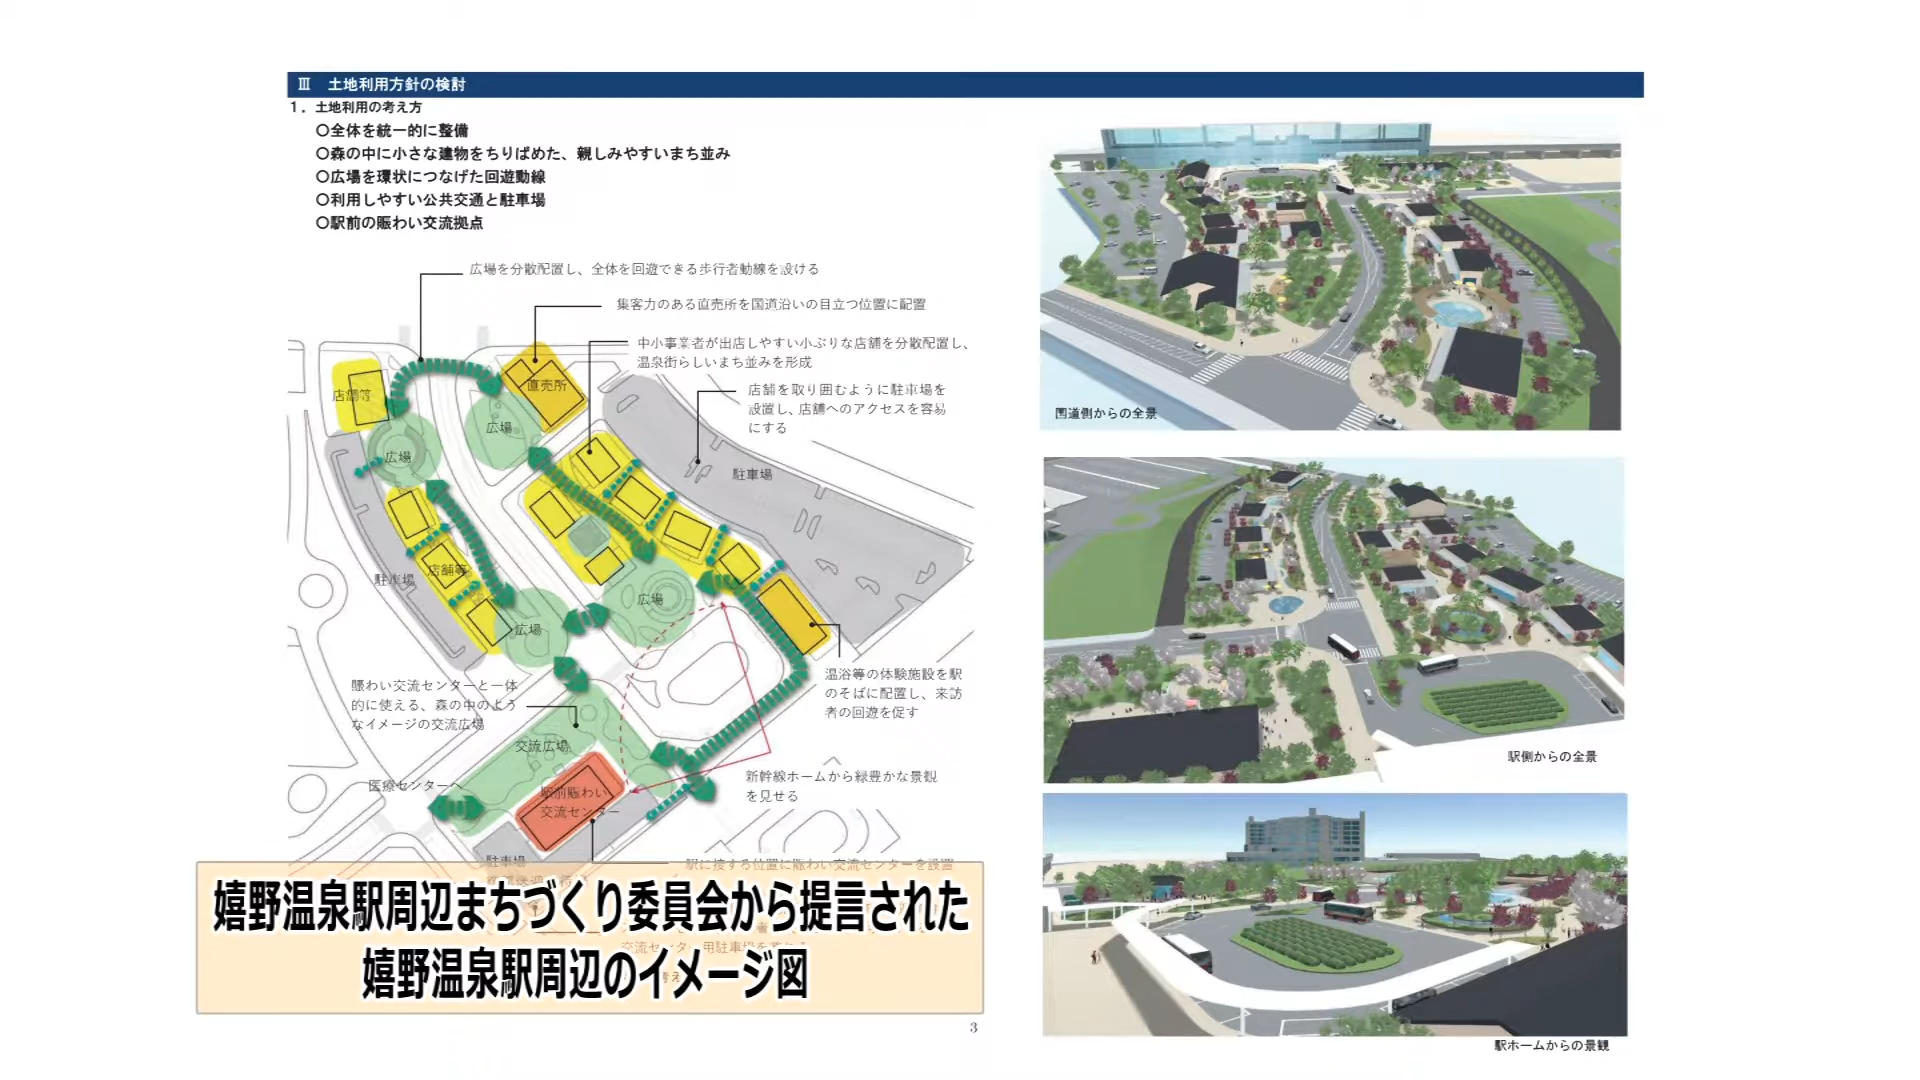 Ⅲ 土地利用方針の検討
1．土地利用の考え方
○全体を統一的に整備
○森の中に小さな建物をちりばめた、親しみやすいまち並み
○広場を環状につなげた回遊動線
○利用しやすい公共交通と駐車場
○駅前の賑わい交流拠点
広場を分散配置し、全体を回遊できる歩行者動線を設ける
集客力のある直売所を国道沿いの目立つ位置に配置
中小事業者が出店しやすい小ぶりな店舗を分散配置し、
温泉街らしいまち並みを形成
店舗を取り囲むように駐車場を
設置し、店舗へのアクセスを容易
にする
店舗等
直売所
広場
広場
駐車場
駐車場
店舗等
広場
広場
温浴等の体験施設を駅
のそばに配置し、来訪
者の回遊を促す
賑わい交流センターと一体
的に使える、森の中のよう
なイメージの交流広場
交流広場
医療センターへ
駅前賑わい
交流センター
新幹線ホームから緑豊かな景観
を見せる
駐車場
駅に接する位置に賑わい交流センターを設置
嬉野温泉駅周辺まちづくり委員会から提言された
嬉野温泉駅周辺のイメージ図
3
国道側からの全景
駅側からの全景
駅ホームからの景観